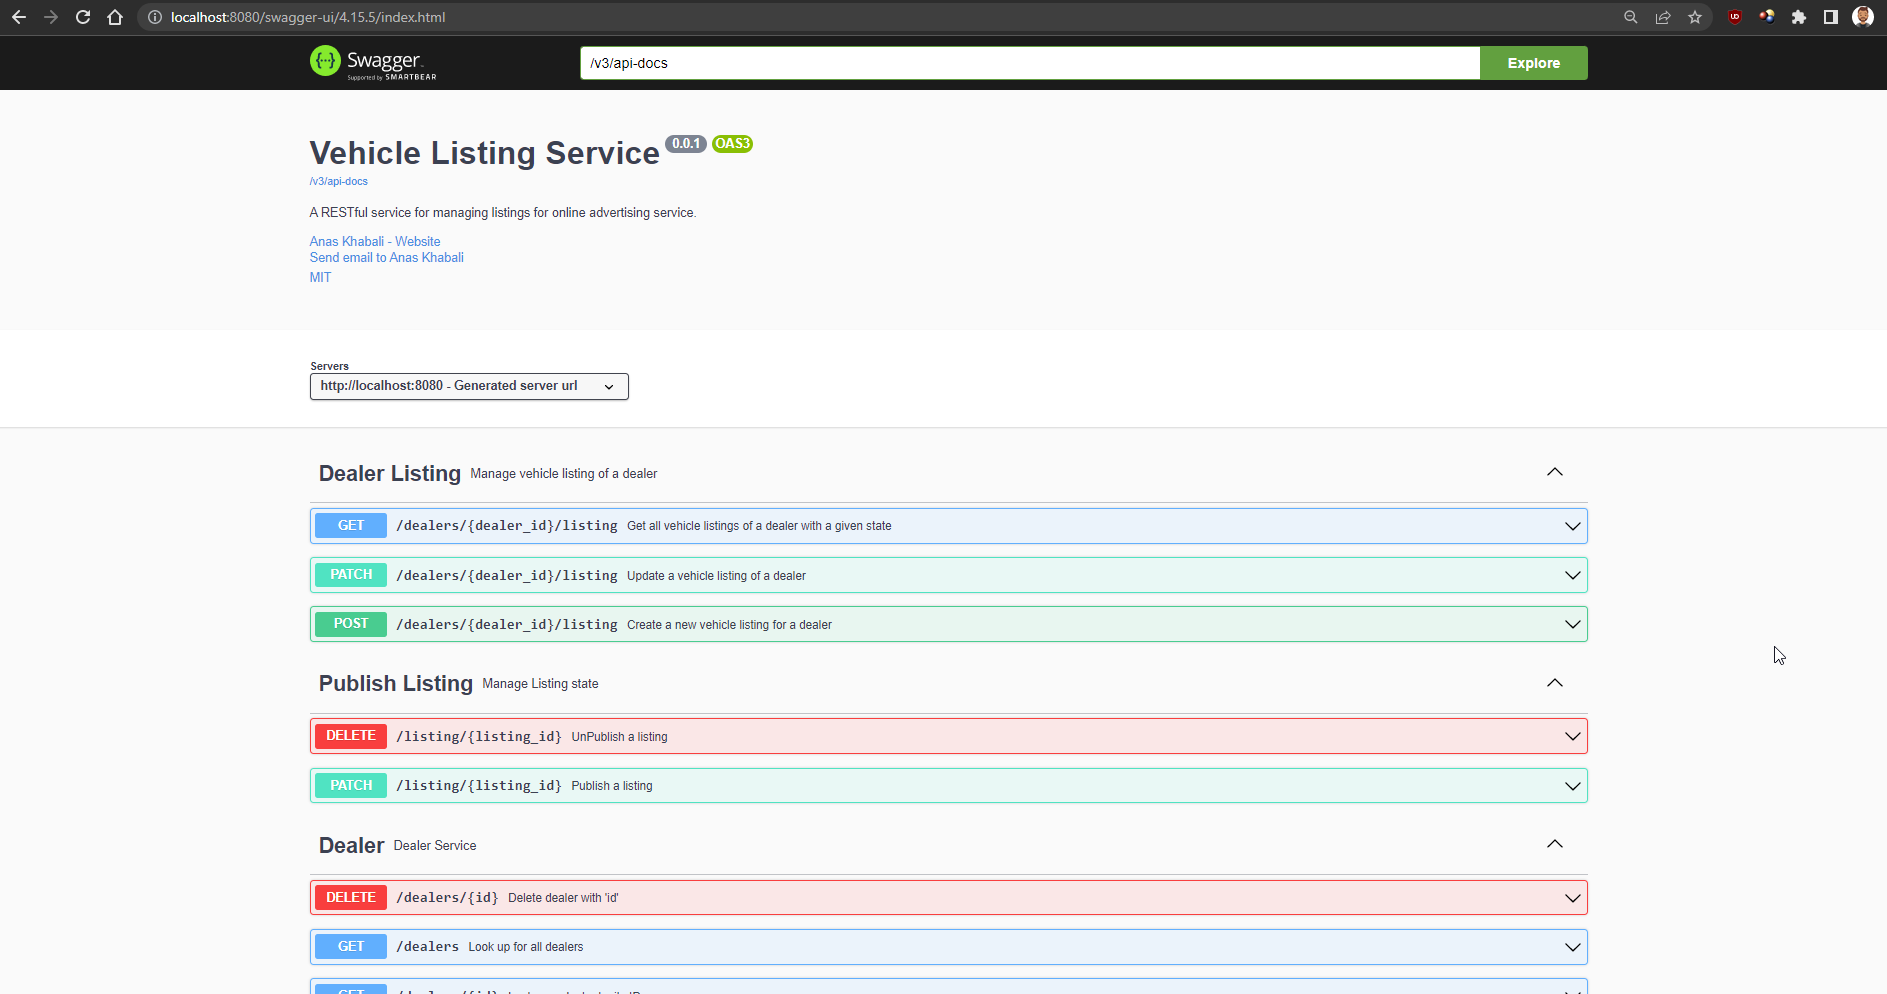 localhost:8080/swagger-ui/4.15.5/index.html
Swagger
Supported by SMARTBEAR
/v3/api-docs
Explore
Vehicle Listing Service 0.0.1 OAS3
/v3/api-docs
A RESTful service for managing listings for online advertising service.
Anas Khabali - Website
Send email to Anas Khabali
MIT
Servers
http://localhost:8080 - Generated server url
Dealer Listing Manage vehicle listing of a dealer
GET /dealers/{dealer_id}/listing Get all vehicle listings of a dealer with a given state
PATCH /dealers/{dealer_id}/listing Update a vehicle listing of a dealer
POST /dealers/{dealer_id}/listing Create a new vehicle listing for a dealer
Publish Listing Manage Listing state
DELETE /listing/{listing_id} UnPublish a listing
PATCH /listing/{listing_id} Publish a listing
Dealer Dealer Service
DELETE /dealers/{id} Delete dealer with 'id'
GET /dealers Look up for all dealers
GET /dealers/{id}